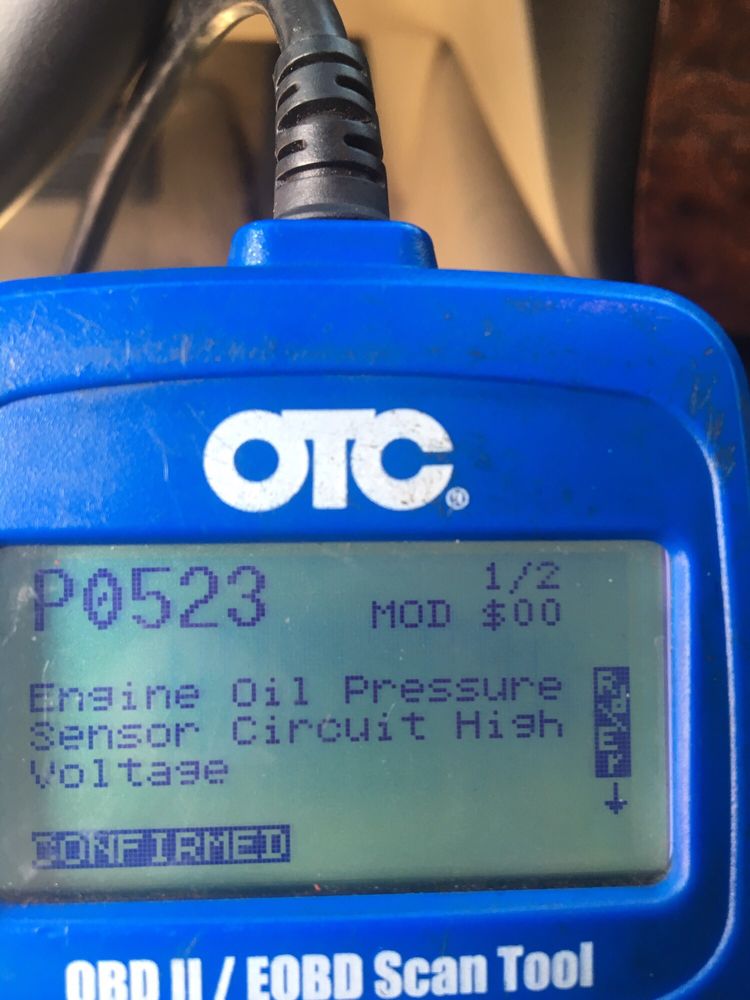 OTC®
P0523
1/2
MOD $00
Engine Oil Pressure
Sensor Circuit High
Voltage
CONFIRMED
OBD II / EOBD Scan Tool